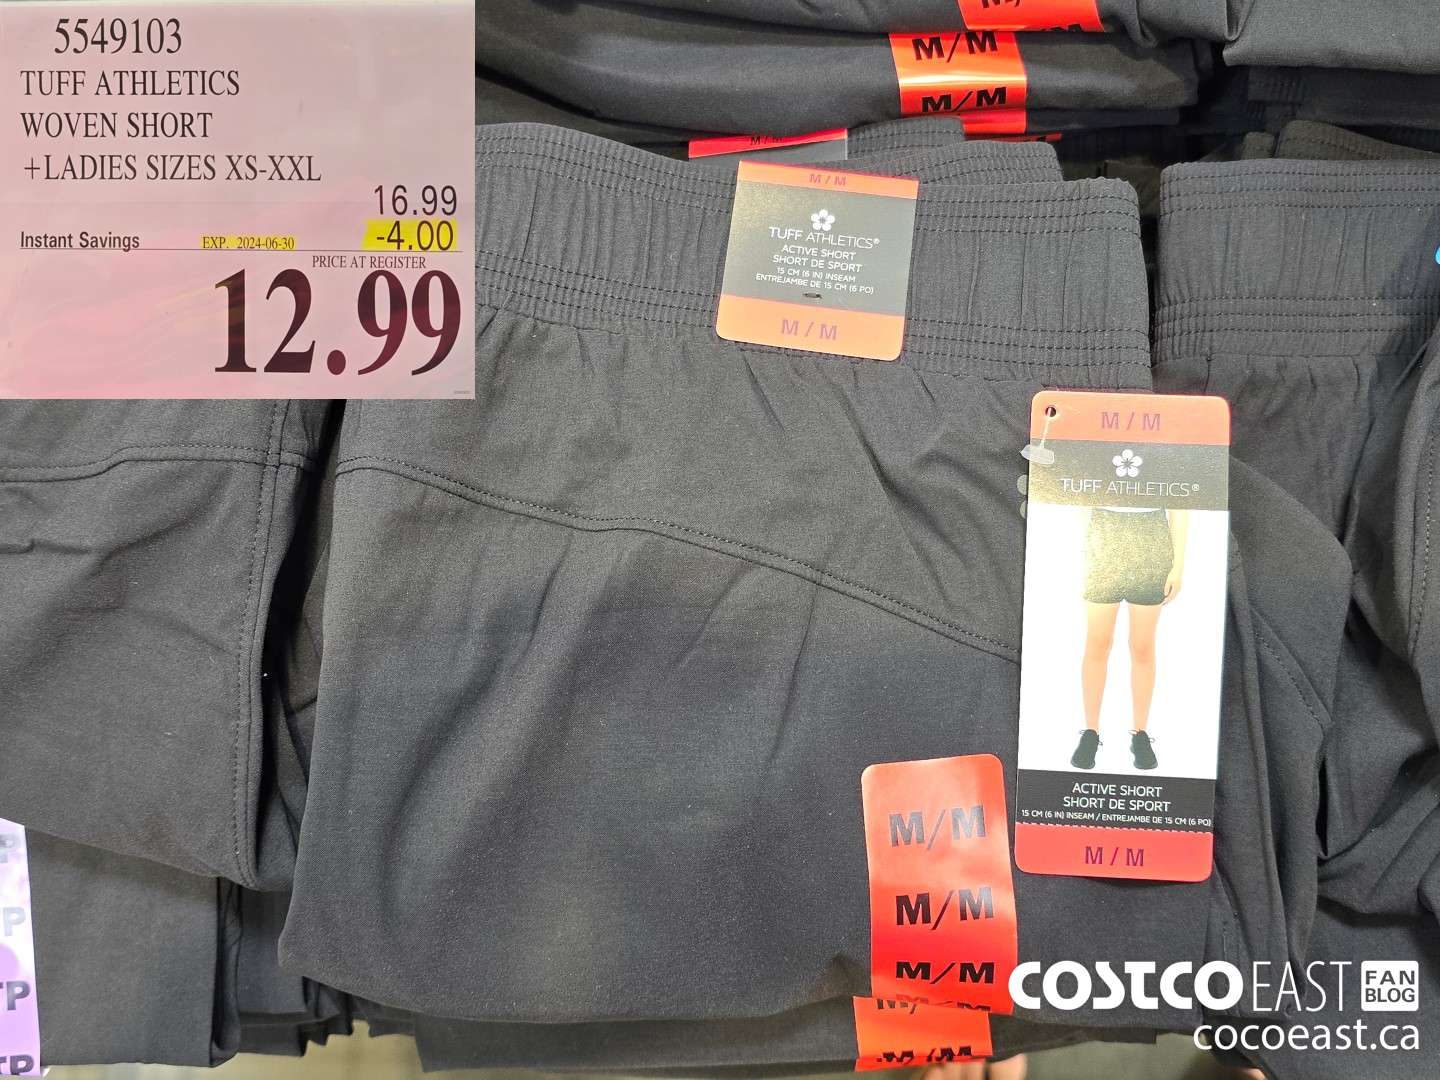 5549103
TUFF ATHLETICS
WOVEN SHORT
+LADIES SIZES XS-XXL
16.99
Instant Savings EXP. 2024-06-30 -4.00
PRICE AT REGISTER
12.99
M/M
M/M
M/M
M / M
TUFF ATHLETICS®
ACTIVE SHORT
SHORT DE SPORT
15 CM (6 IN) INSEAM
ENTREJAMBE DE 15 CM (6 PO)
M / M
M / M
TUFF ATHLETICS®
ACTIVE SHORT
SHORT DE SPORT
15 CM (6 IN) INSEAM / ENTREJAMBE DE 15 CM (6 PO)
M / M
M/M
M/M
M/M
M/M
M/M
P
TP
TP
TP
COSTCO EAST FAN BLOG
cocoeast.ca